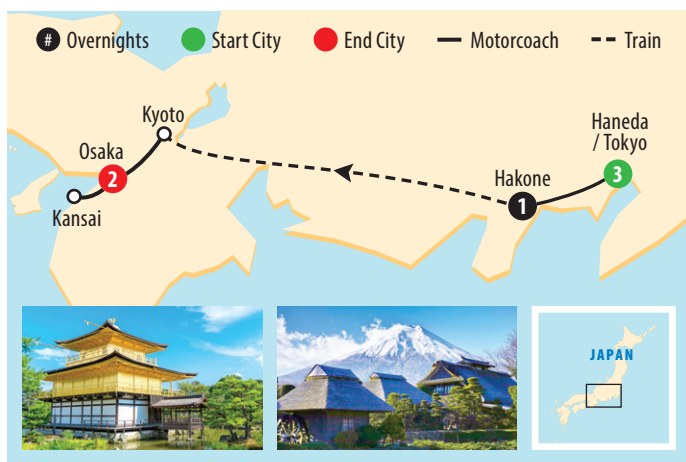 # Overnights
Start City
End City
Motorcoach
Train
Kyoto
Osaka
2
Kansai
Hakone
1
Haneda
/ Tokyo
3
JAPAN